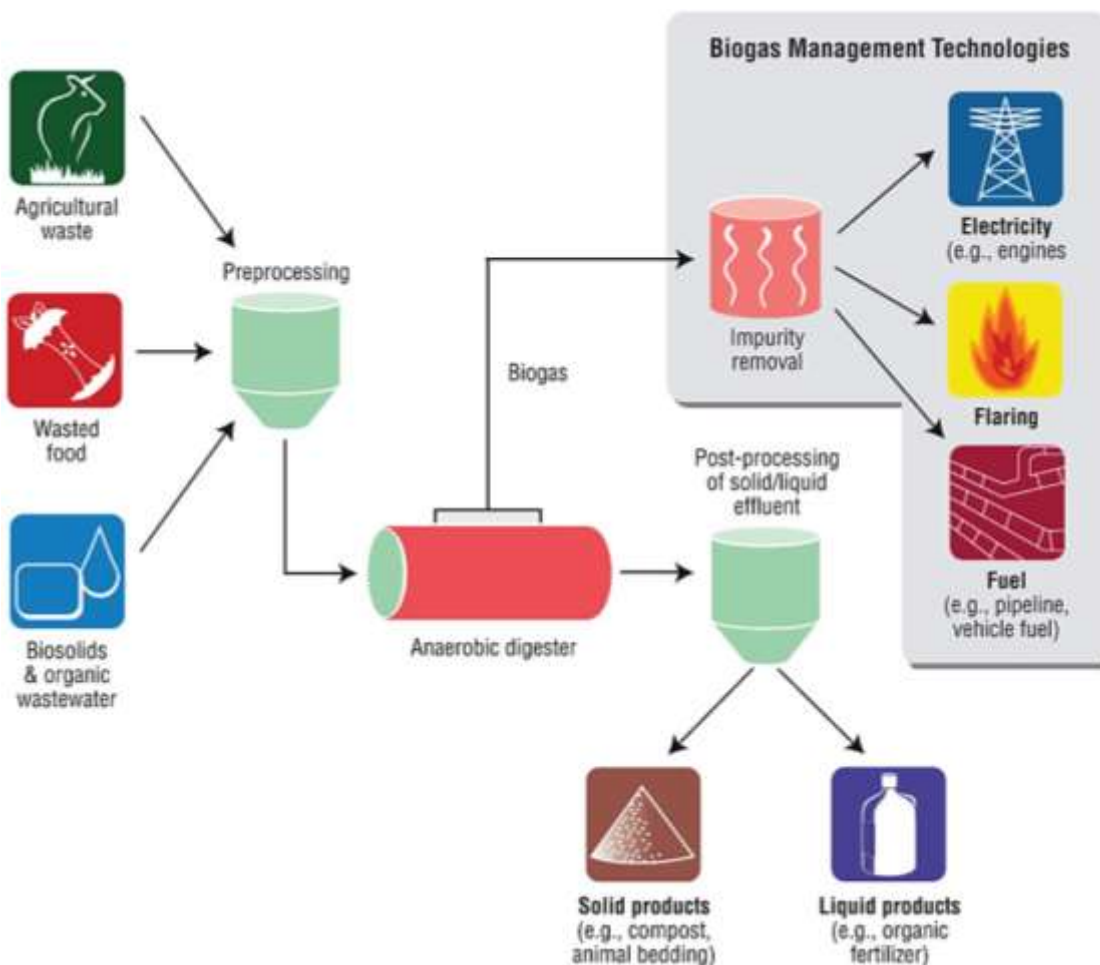 Biogas Management Technologies
Agricultural
waste
Electricity
(e.g., engines
Preprocessing
Impurity
removal
Biogas
Wasted
food
Flaring
Post-processing
of solid/liquid
effluent
Fuel
(e.g., pipeline,
vehicle fuel)
Anaerobic digester
Biosolids
& organic
wastewater
Solid products
(e.g., compost,
animal bedding)
Liquid products
(e.g., organic
fertilizer)